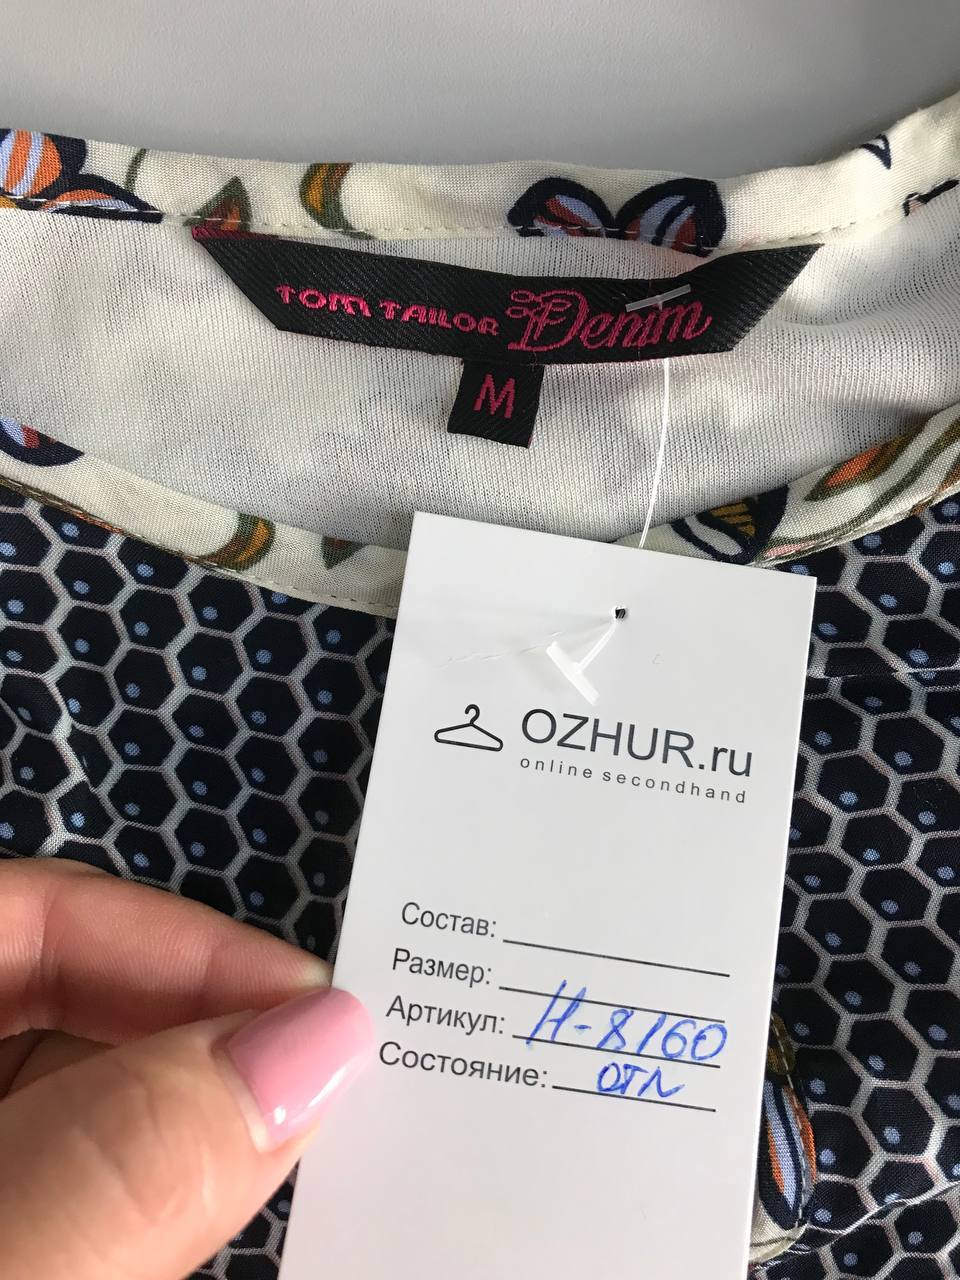 TOM TAILOR Denim
M
OZHUR.ru
online secondhand
Состав:
Размер:
Артикул: Н-8160
Состояние: отл